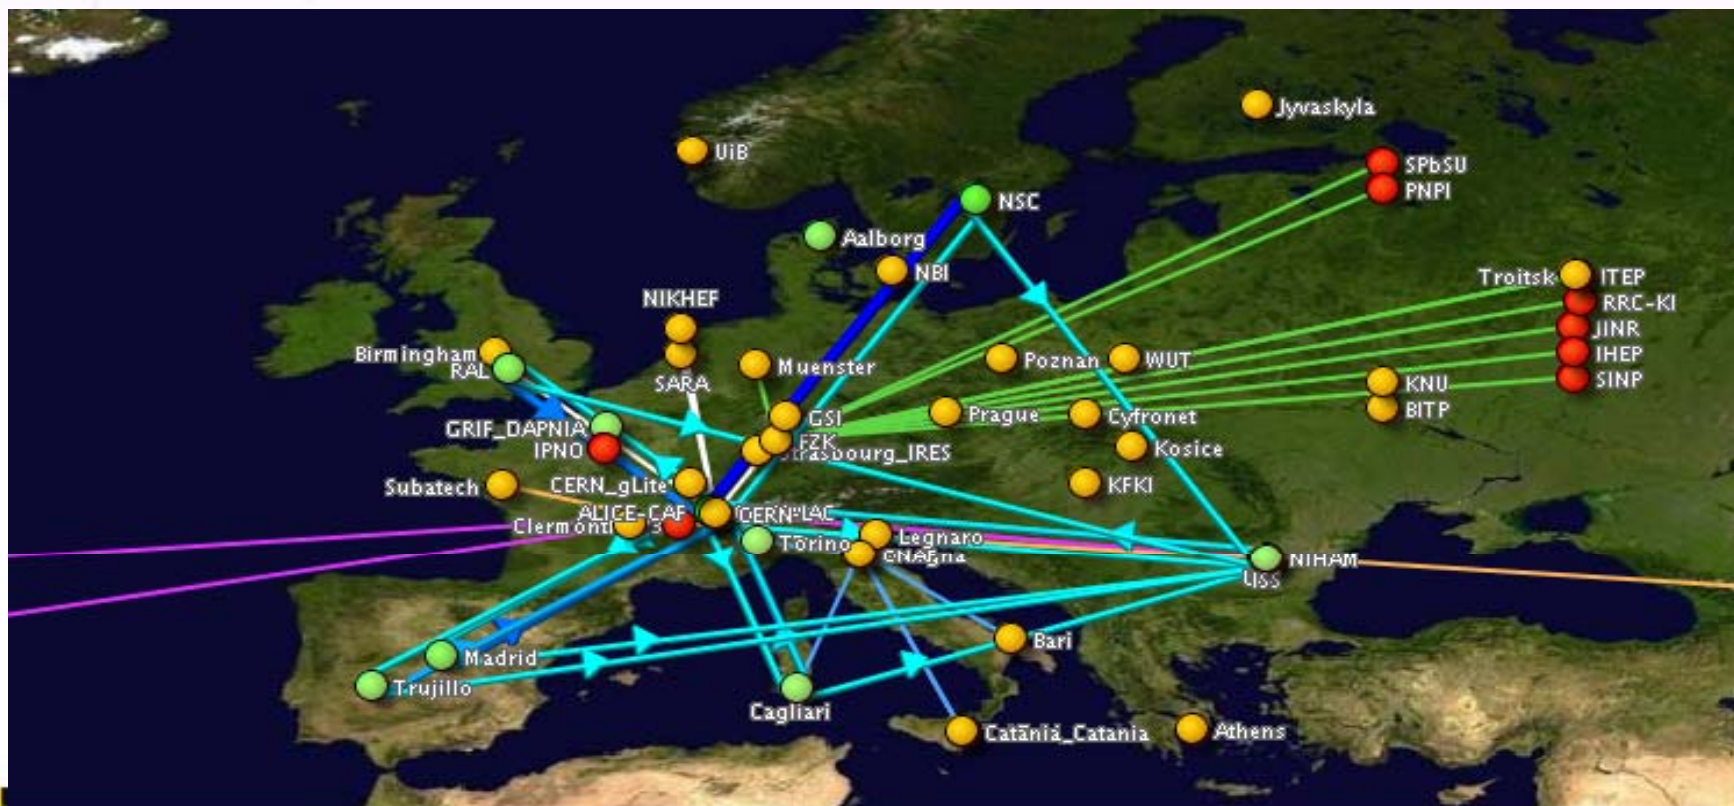 Jyvaskyla
UiB
SPbSU
PNPI
NSC
Aalborg
NBI
Troitsk
ITEP
RRC-KI
NIKHEF
JINR
Birmingham
RAL
SARA
Muenster
Poznan
WUT
IHEP
KNU
SINP
GRIF_DAPNIA
GSI
Prague
Cyfronet
BITP
IPNO
FZK
Strasbourg_IRES
Kosice
Subatech
CERN_gLite
KFKI
ALICE-CAF
CERN
Clermont
Torino
Legnaro
NIHAM
Madrid
Bari
Trujillo
Cagliari
Catania_Catania
Athens